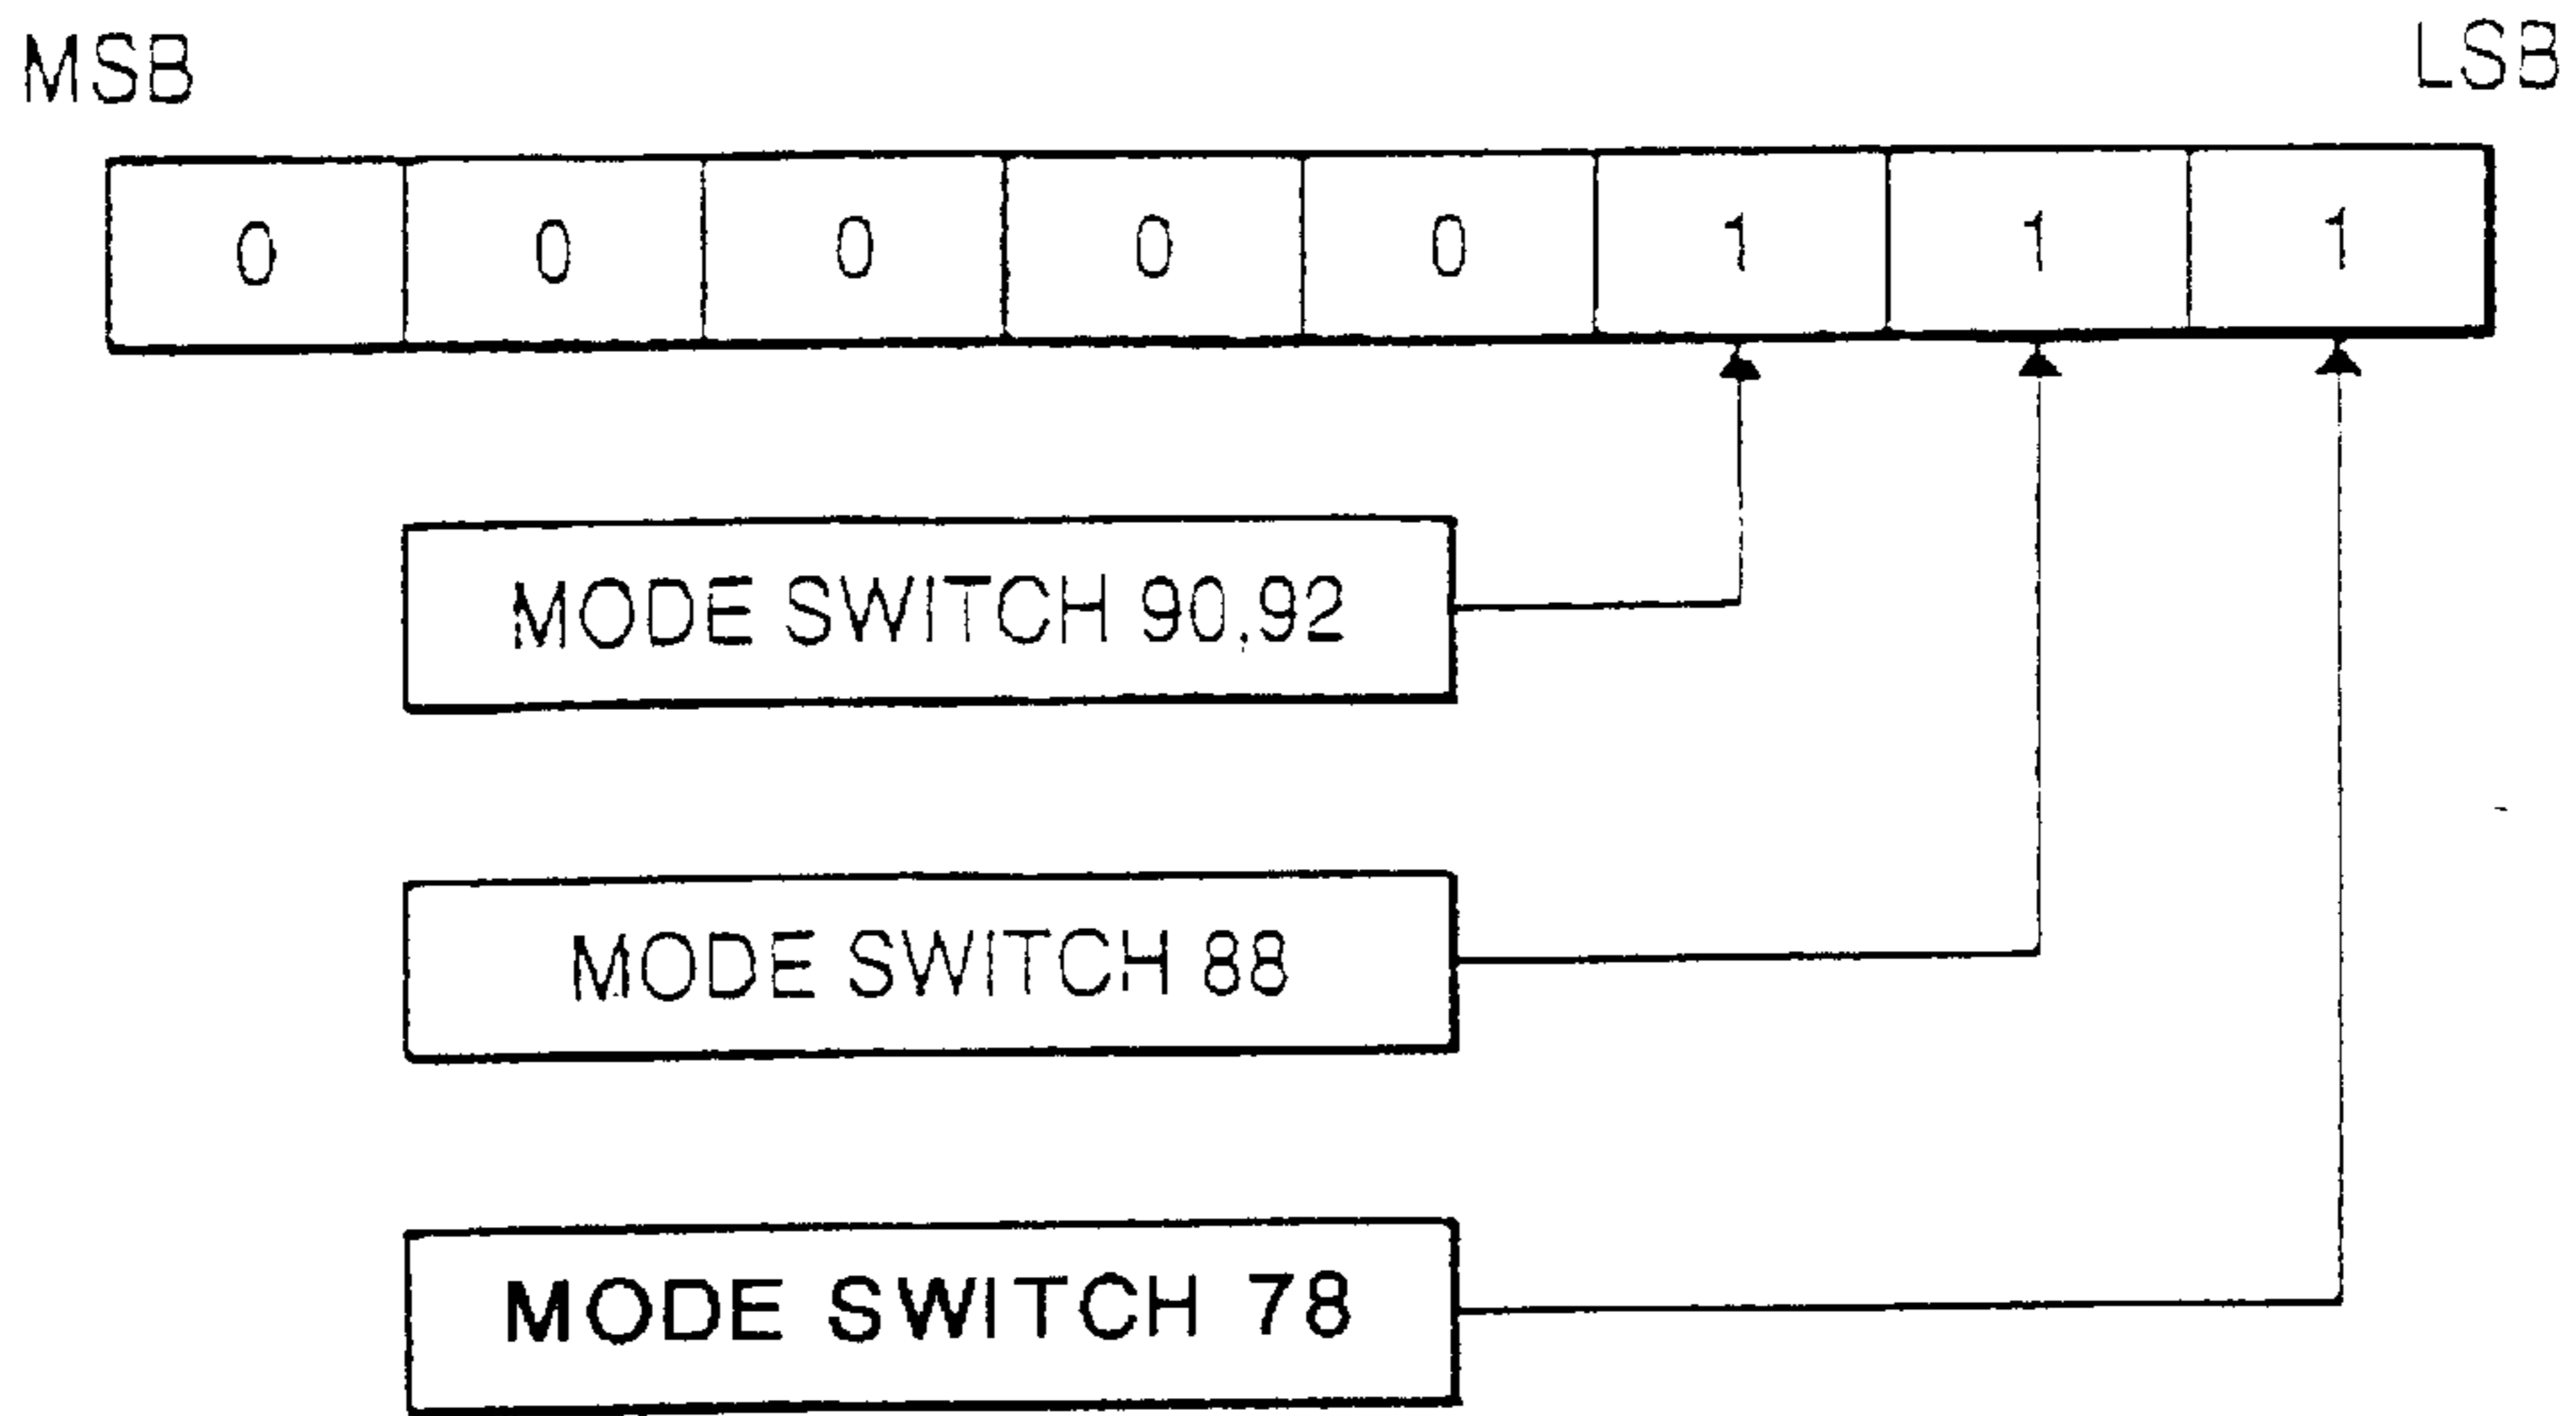 MSB LSB
0 0 0 0 0 1 1 1
MODE SWITCH 90,92
MODE SWITCH 88
MODE SWITCH 78